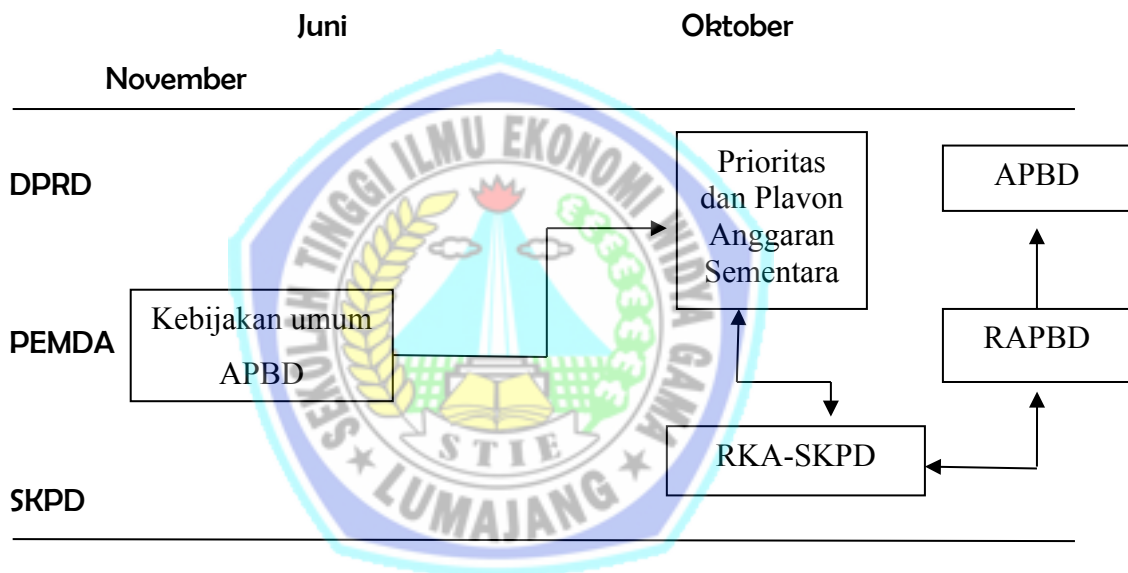 Juni Oktober
November
DPRD
Prioritas
dan Plavon
Anggaran
Sementara
APBD
PEMDA
Kebijakan umum
APBD
RAPBD
RKA-SKPD
SKPD
SEKOLAH TINGGI ILMU EKONOMI WIDYA GAMA
STIE
LUMAJANG